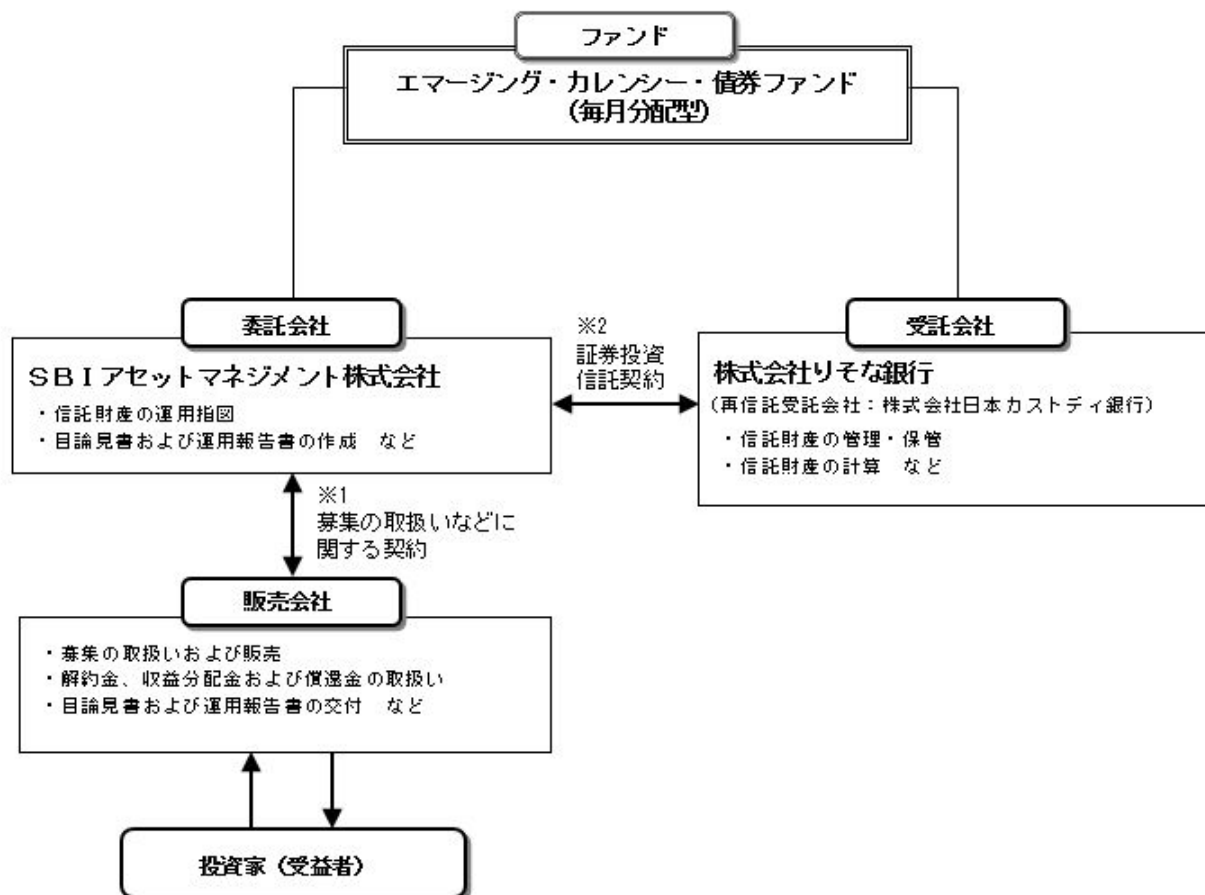 ファンド
エマージング・カレンシー・債券ファンド
（毎月分配型）
委託会社
ＳＢＩアセットマネジメント株式会社
・信託財産の運用指図
・目論見書および運用報告書の作成　など
※2
証券投資
信託契約
受託会社
株式会社りそな銀行
（再信託受託会社：株式会社日本カストディ銀行）
・信託財産の管理・保管
・信託財産の計算　など
※1
募集の取扱いなどに
関する契約
販売会社
・募集の取扱いおよび販売
・解約金、収益分配金および償還金の取扱い
・目論見書および運用報告書の交付　など
投資家（受益者）